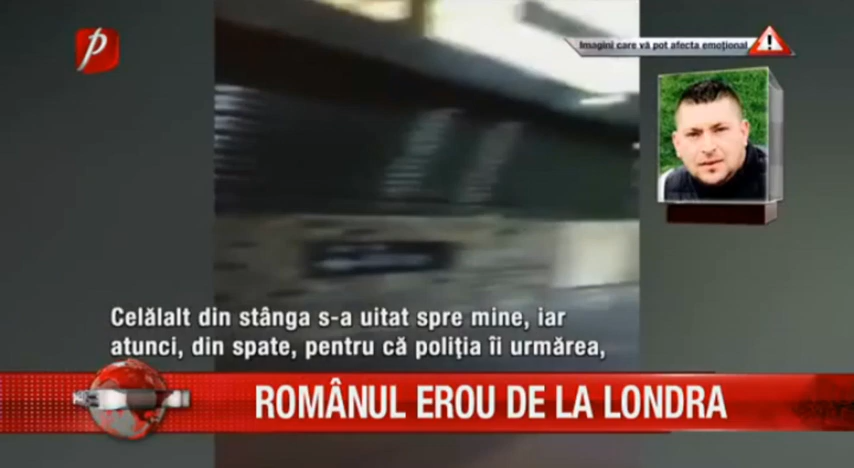 p
Imagini care vă pot afecta emoțional
Celălalt din stânga s-a uitat spre mine, iar
atunci, din spate, pentru că poliția îi urmărea,
ROMÂNUL EROU DE LA LONDRA